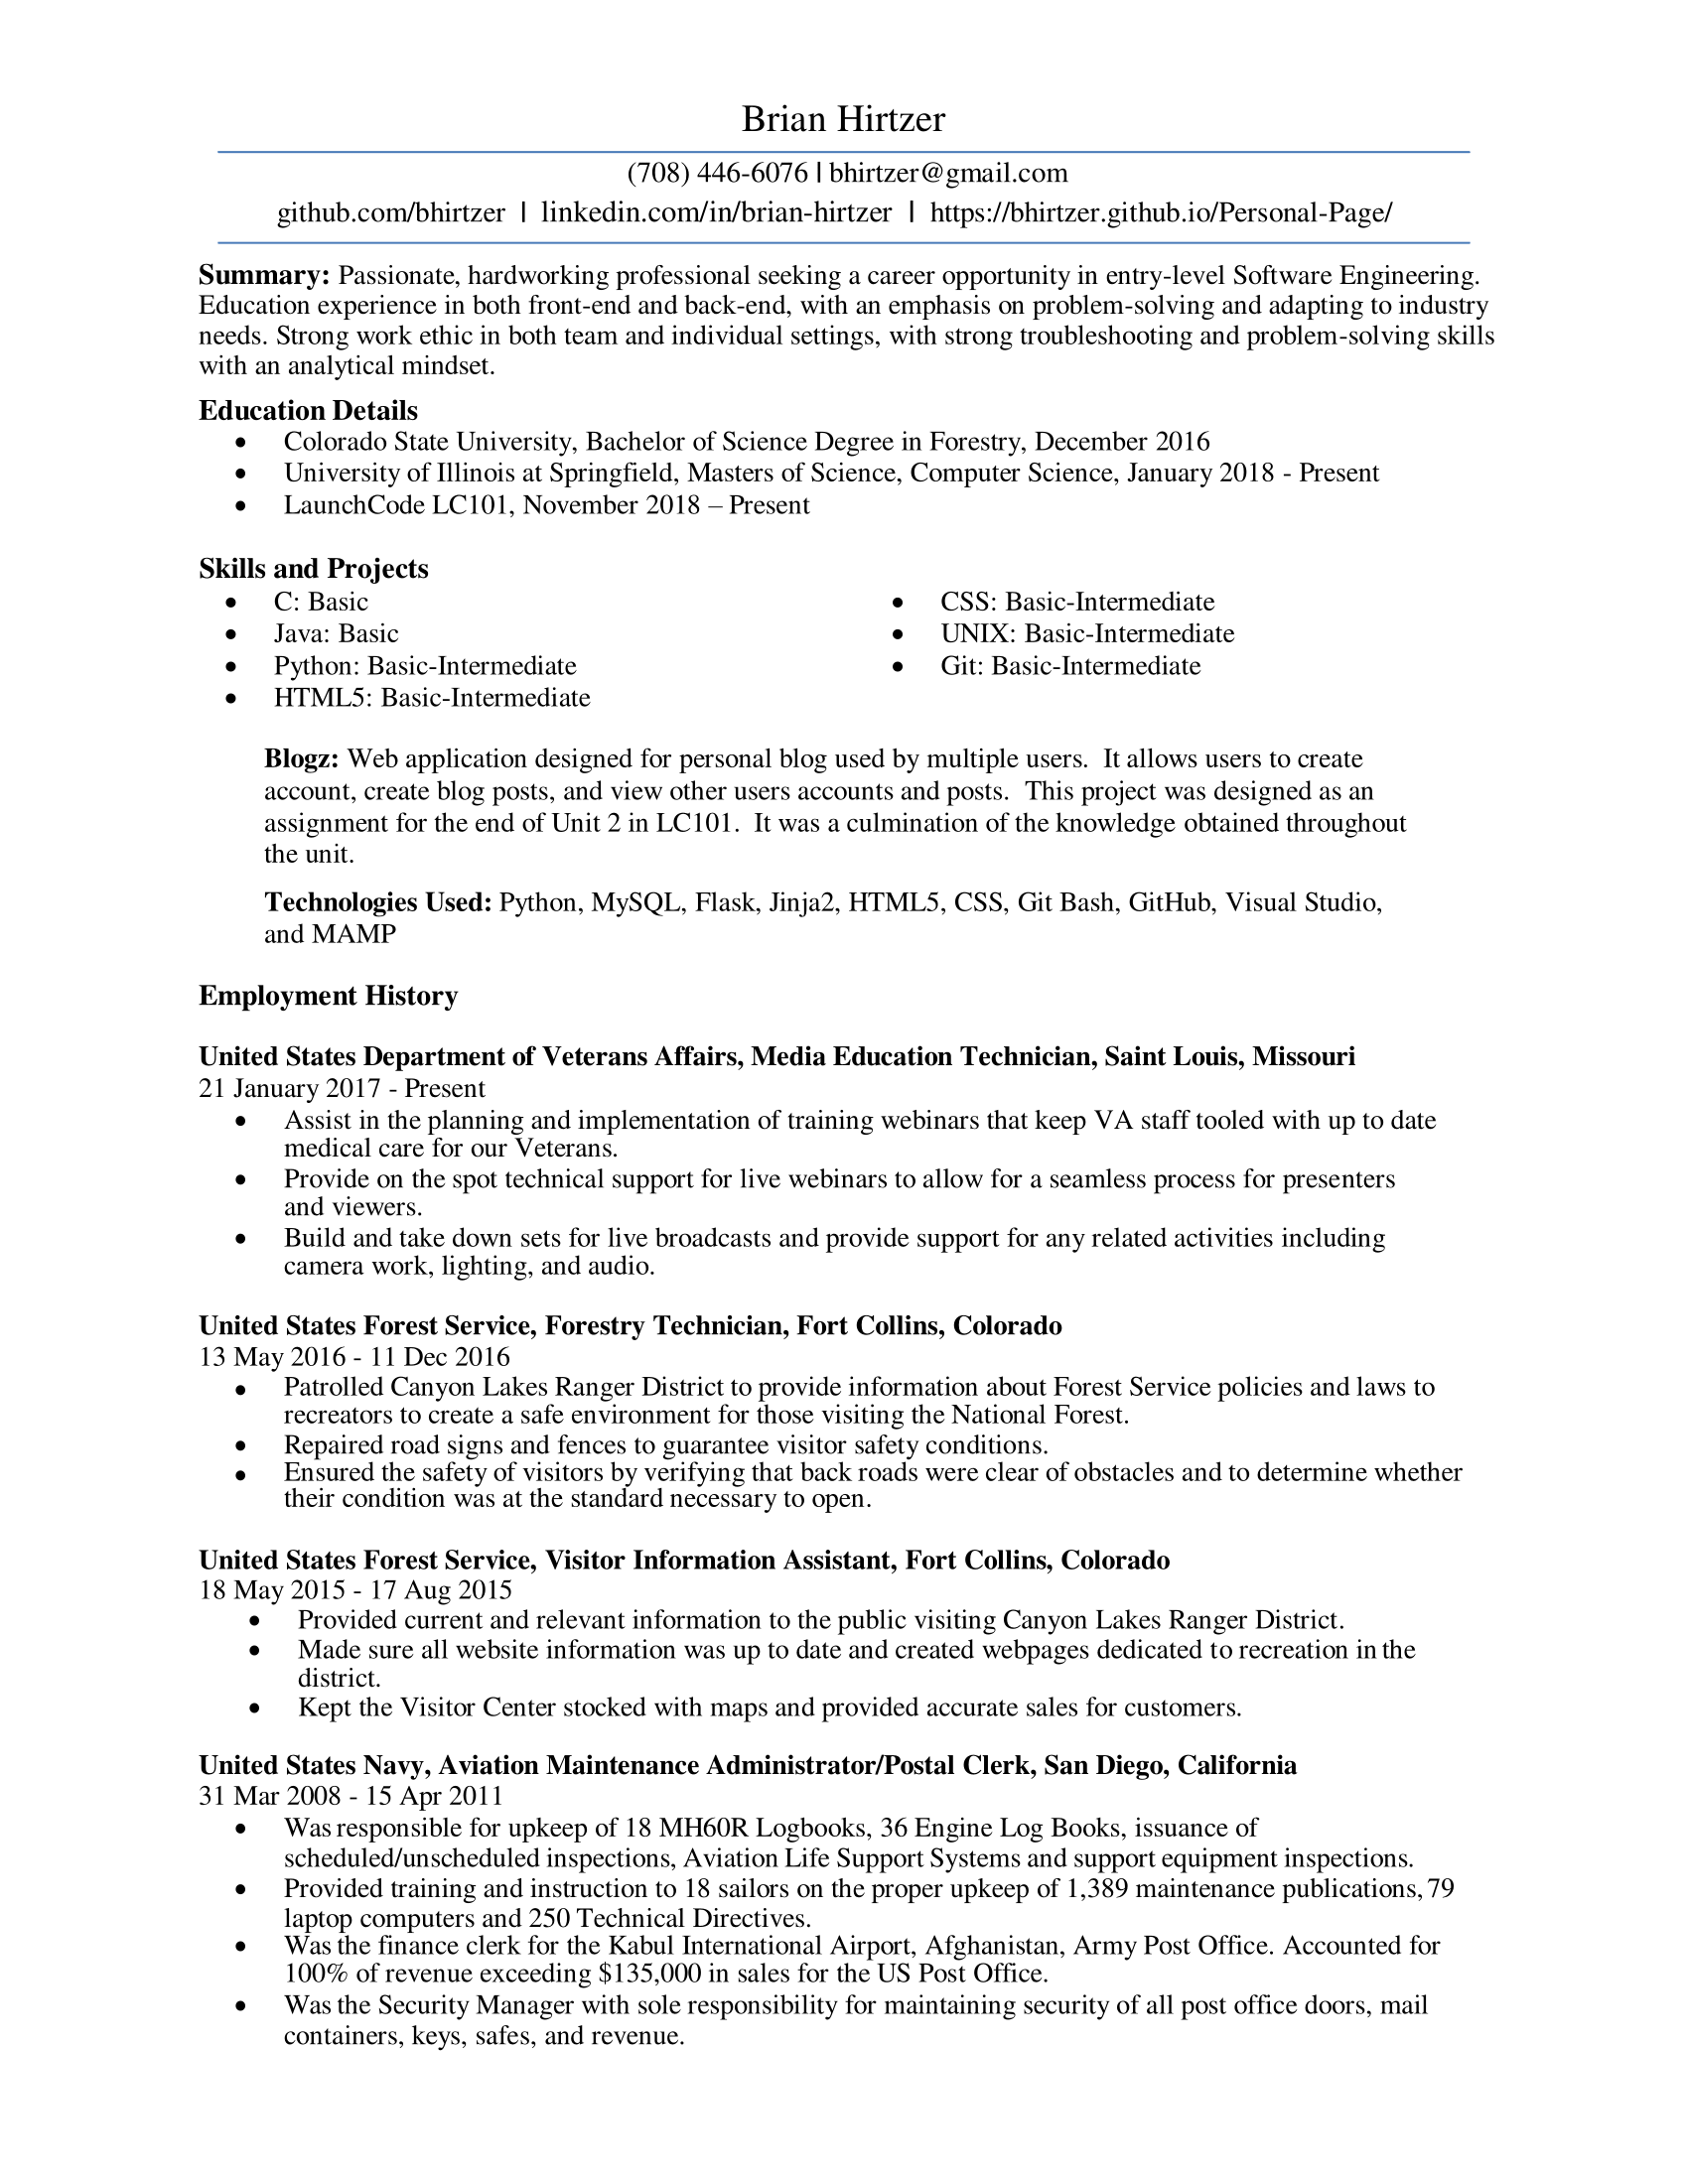 Brian Hirtzer
(708) 446-6076 | bhirtzer@gmail.com
github.com/bhirtzer | linkedin.com/in/brian-hirtzer | https://bhirtzer.github.io/Personal-Page/
Summary: Passionate, hardworking professional seeking a career opportunity in entry-level Software Engineering.
Education experience in both front-end and back-end, with an emphasis on problem-solving and adapting to industry
needs. Strong work ethic in both team and individual settings, with strong troubleshooting and problem-solving skills
with an analytical mindset.
Education Details
• Colorado State University, Bachelor of Science Degree in Forestry, December 2016
• University of Illinois at Springfield, Masters of Science, Computer Science, January 2018 - Present
• LaunchCode LC101, November 2018 – Present
Skills and Projects
• C: Basic
• Java: Basic
• Python: Basic-Intermediate
• HTML5: Basic-Intermediate
• CSS: Basic-Intermediate
• UNIX: Basic-Intermediate
• Git: Basic-Intermediate
Blogz: Web application designed for personal blog used by multiple users. It allows users to create
account, create blog posts, and view other users accounts and posts. This project was designed as an
assignment for the end of Unit 2 in LC101. It was a culmination of the knowledge obtained throughout
the unit.
Technologies Used: Python, MySQL, Flask, Jinja2, HTML5, CSS, Git Bash, GitHub, Visual Studio,
and MAMP
Employment History
United States Department of Veterans Affairs, Media Education Technician, Saint Louis, Missouri
21 January 2017 - Present
• Assist in the planning and implementation of training webinars that keep VA staff tooled with up to date
medical care for our Veterans.
• Provide on the spot technical support for live webinars to allow for a seamless process for presenters
and viewers.
• Build and take down sets for live broadcasts and provide support for any related activities including
camera work, lighting, and audio.
United States Forest Service, Forestry Technician, Fort Collins, Colorado
13 May 2016 - 11 Dec 2016
• Patrolled Canyon Lakes Ranger District to provide information about Forest Service policies and laws to
recreators to create a safe environment for those visiting the National Forest.
• Repaired road signs and fences to guarantee visitor safety conditions.
• Ensured the safety of visitors by verifying that back roads were clear of obstacles and to determine whether
their condition was at the standard necessary to open.
United States Forest Service, Visitor Information Assistant, Fort Collins, Colorado
18 May 2015 - 17 Aug 2015
• Provided current and relevant information to the public visiting Canyon Lakes Ranger District.
• Made sure all website information was up to date and created webpages dedicated to recreation in the
district.
• Kept the Visitor Center stocked with maps and provided accurate sales for customers.
United States Navy, Aviation Maintenance Administrator/Postal Clerk, San Diego, California
31 Mar 2008 - 15 Apr 2011
• Was responsible for upkeep of 18 MH60R Logbooks, 36 Engine Log Books, issuance of
scheduled/unscheduled inspections, Aviation Life Support Systems and support equipment inspections.
• Provided training and instruction to 18 sailors on the proper upkeep of 1,389 maintenance publications, 79
laptop computers and 250 Technical Directives.
• Was the finance clerk for the Kabul International Airport, Afghanistan, Army Post Office. Accounted for
100% of revenue exceeding $135,000 in sales for the US Post Office.
• Was the Security Manager with sole responsibility for maintaining security of all post office doors, mail
containers, keys, safes, and revenue.